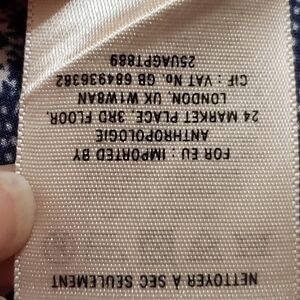 NETTOYER A SEC SEULEMENT
FOR EU : IMPORTED BY
ANTHROPOLOGIE
24 MARKET PLACE, 3RD FLOOR
LONDON, UK W1W8AN
CIF : VAT No. GB 684936382
25UAGPT889